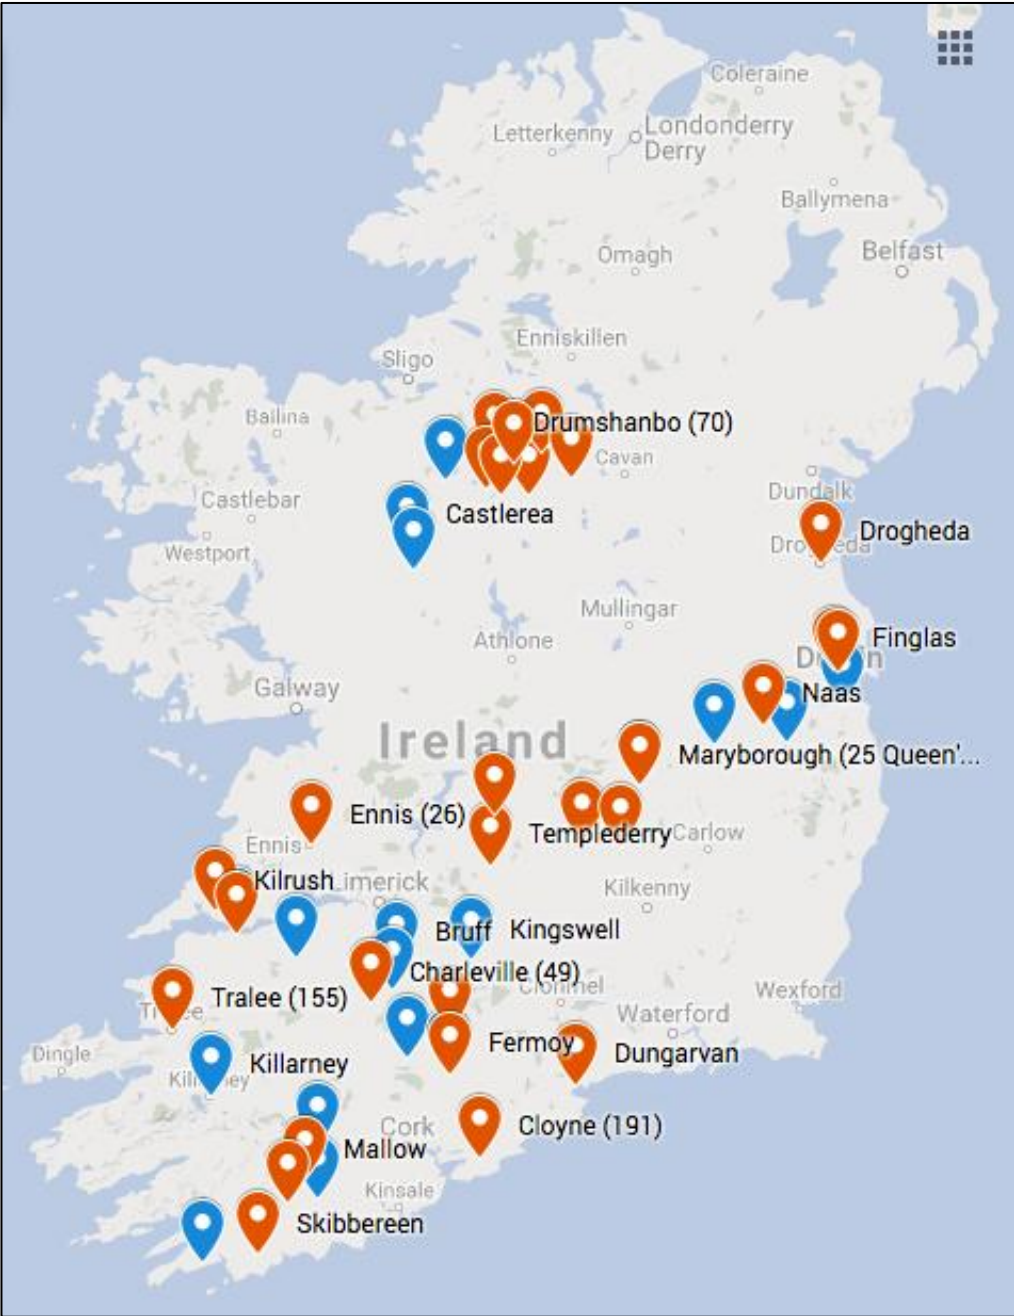 Coleraine
Letterkenny
Londonderry
Derry
Ballymena
Belfast
Omagh
Enniskillen
Sligo
Ballina
Drumshanbo (70)
Cavan
Dundalk
Castlebar
Castlerea
Drogheda
Westport
Mullingar
Athlone
Finglas
Galway
Naas
Ireland
Maryborough (25 Queen'...
Ennis (26)
Templederry
Carlow
Ennis
Kilrush
Limerick
Kilkenny
Bruff
Kingswell
Charleville (49)
Clonmel
Wexford
Tralee (155)
Waterford
Fermoy
Dungarvan
Dingle
Killarney
Cork
Cloyne (191)
Mallow
Kinsale
Skibbereen